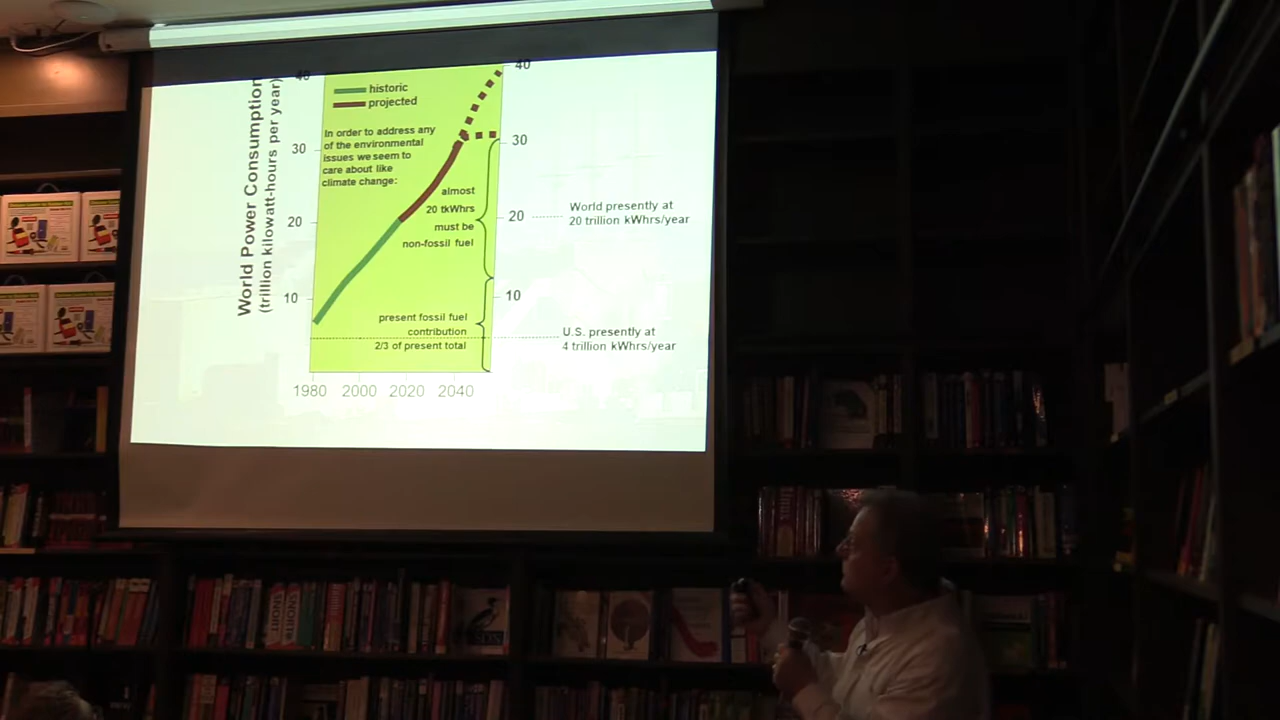 World Power Consumption
(trillion kilowatt-hours per year)
40
30
20
10
historic
projected
In order to address any
of the environmental
issues we seem to
care about like
climate change:
almost
20 tkWhrs
must be
non-fossil fuel
present fossil fuel
contribution
2/3 of present total
40
30
20
10
World presently at
20 trillion kWhrs/year
U.S. presently at
4 trillion kWhrs/year
1980 2000 2020 2040
SNORT